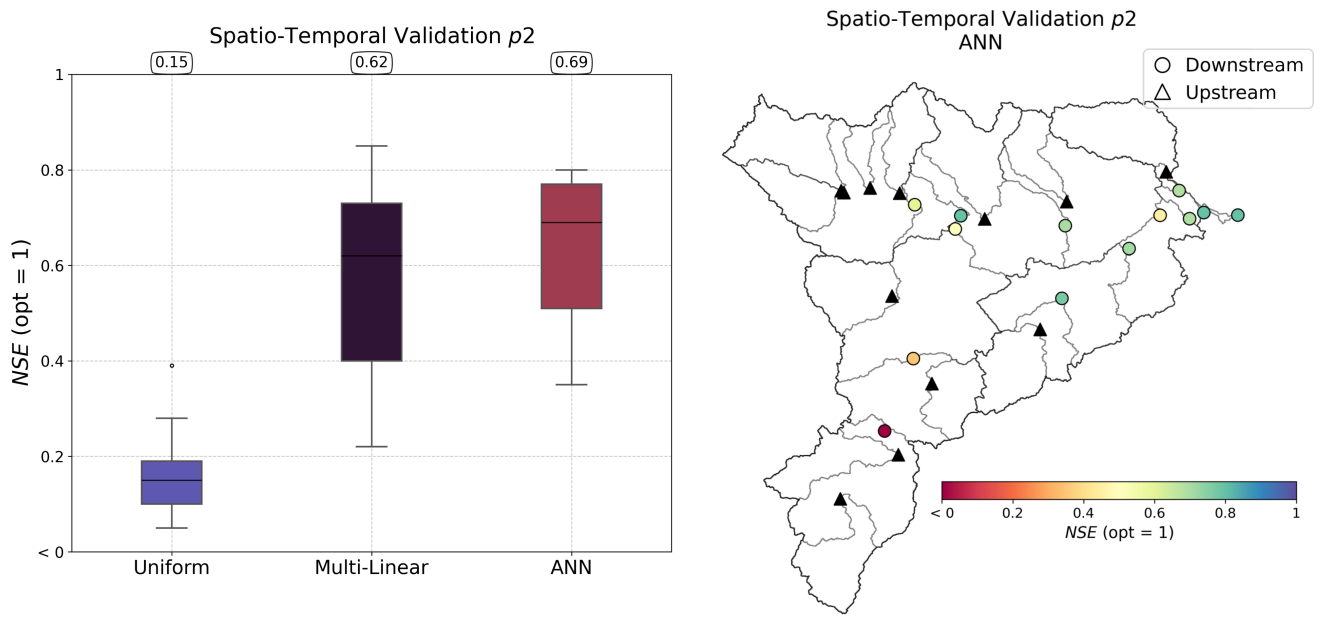 Spatio-Temporal Validation p2
0.15
0.62
0.69
1
0.8
0.6
0.4
0.2
< 0
NSE (opt = 1)
Uniform
Multi-Linear
ANN
Spatio-Temporal Validation p2
ANN
Downstream
Upstream
< 0
0.2
0.4
0.6
0.8
1
NSE (opt = 1)